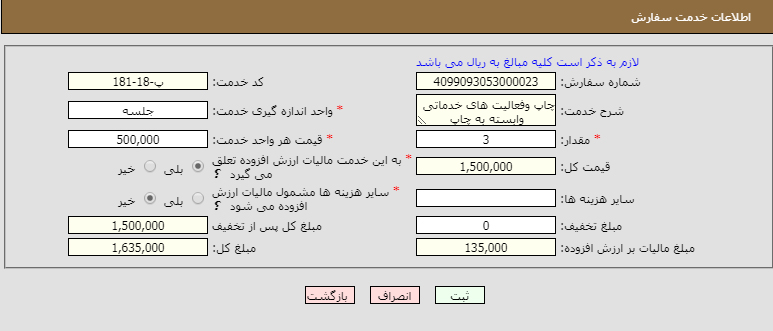 اطلاعات خدمت سفارش
لازم به ذکر است کلیه مبالغ به ریال می باشد
شماره سفارش: 4099093053000023 کد خدمت: پ-18-181
شرح خدمت: چاپ وفعالیت های خدماتی وابسته به چاپ
* واحد اندازه گیری خدمت: جلسه
* مقدار: 3 * قیمت هر واحد خدمت: 500,000
قیمت کل: 1,500,000
* به این خدمت مالیات ارزش افزوده تعلق
می گیرد ؟ بلی خیر
سایر هزینه ها:
* سایر هزینه ها مشمول مالیات ارزش
افزوده می شود ؟ بلی خیر
مبلغ تخفیف: 0 مبلغ کل پس از تخفیف 1,500,000
مبلغ مالیات بر ارزش افزوده: 135,000 مبلغ کل: 1,635,000
ثبت انصراف بازگشت